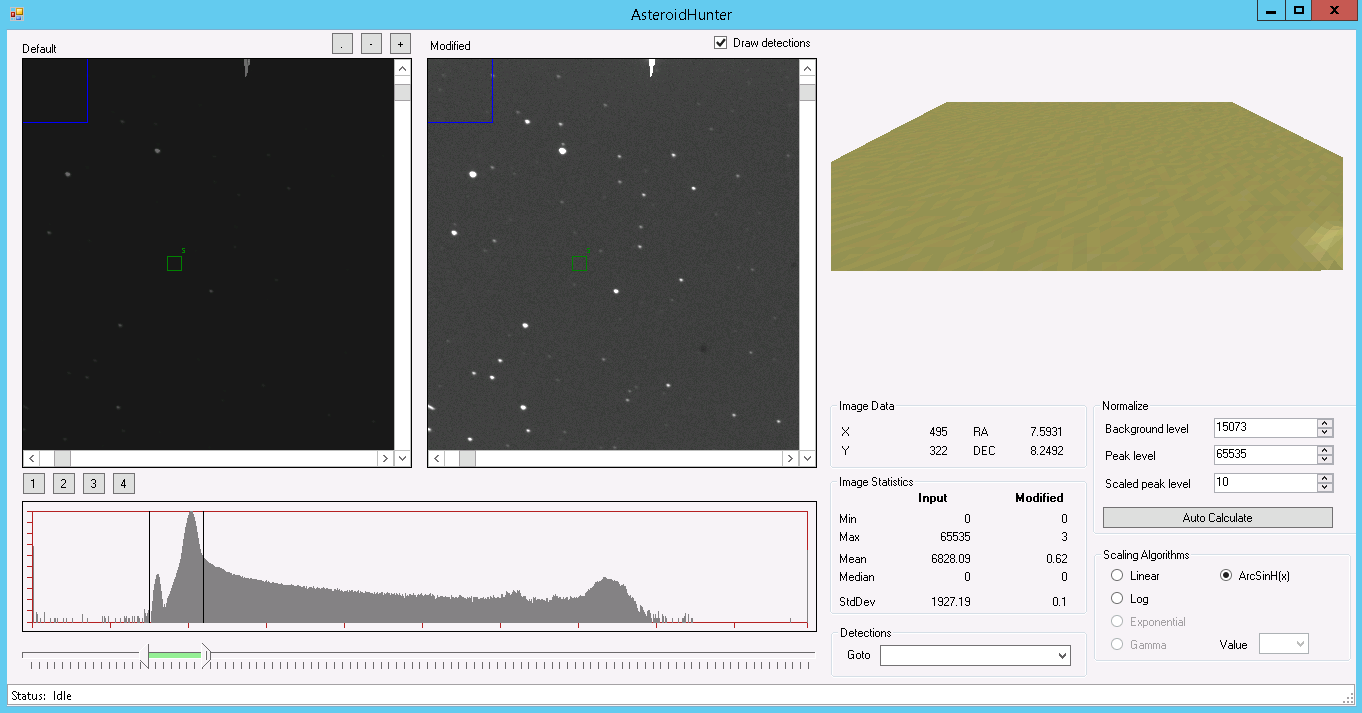 AsteroidHunter
Default
. - +
Modified
Draw detections
1 2 3 4
Image Data
X 495 RA 7.5931
Y 322 DEC 8.2492
Image Statistics
Input Modified
Min 0 0
Max 65535 3
Mean 6828.09 0.62
Median 0 0
StdDev 1927.19 0.1
Detections
Goto
Normalize
Background level 15073
Peak level 65535
Scaled peak level 10
Auto Calculate
Scaling Algorithms
Linear ArcSinH(x)
Log
Exponential
Gamma Value
Status: Idle